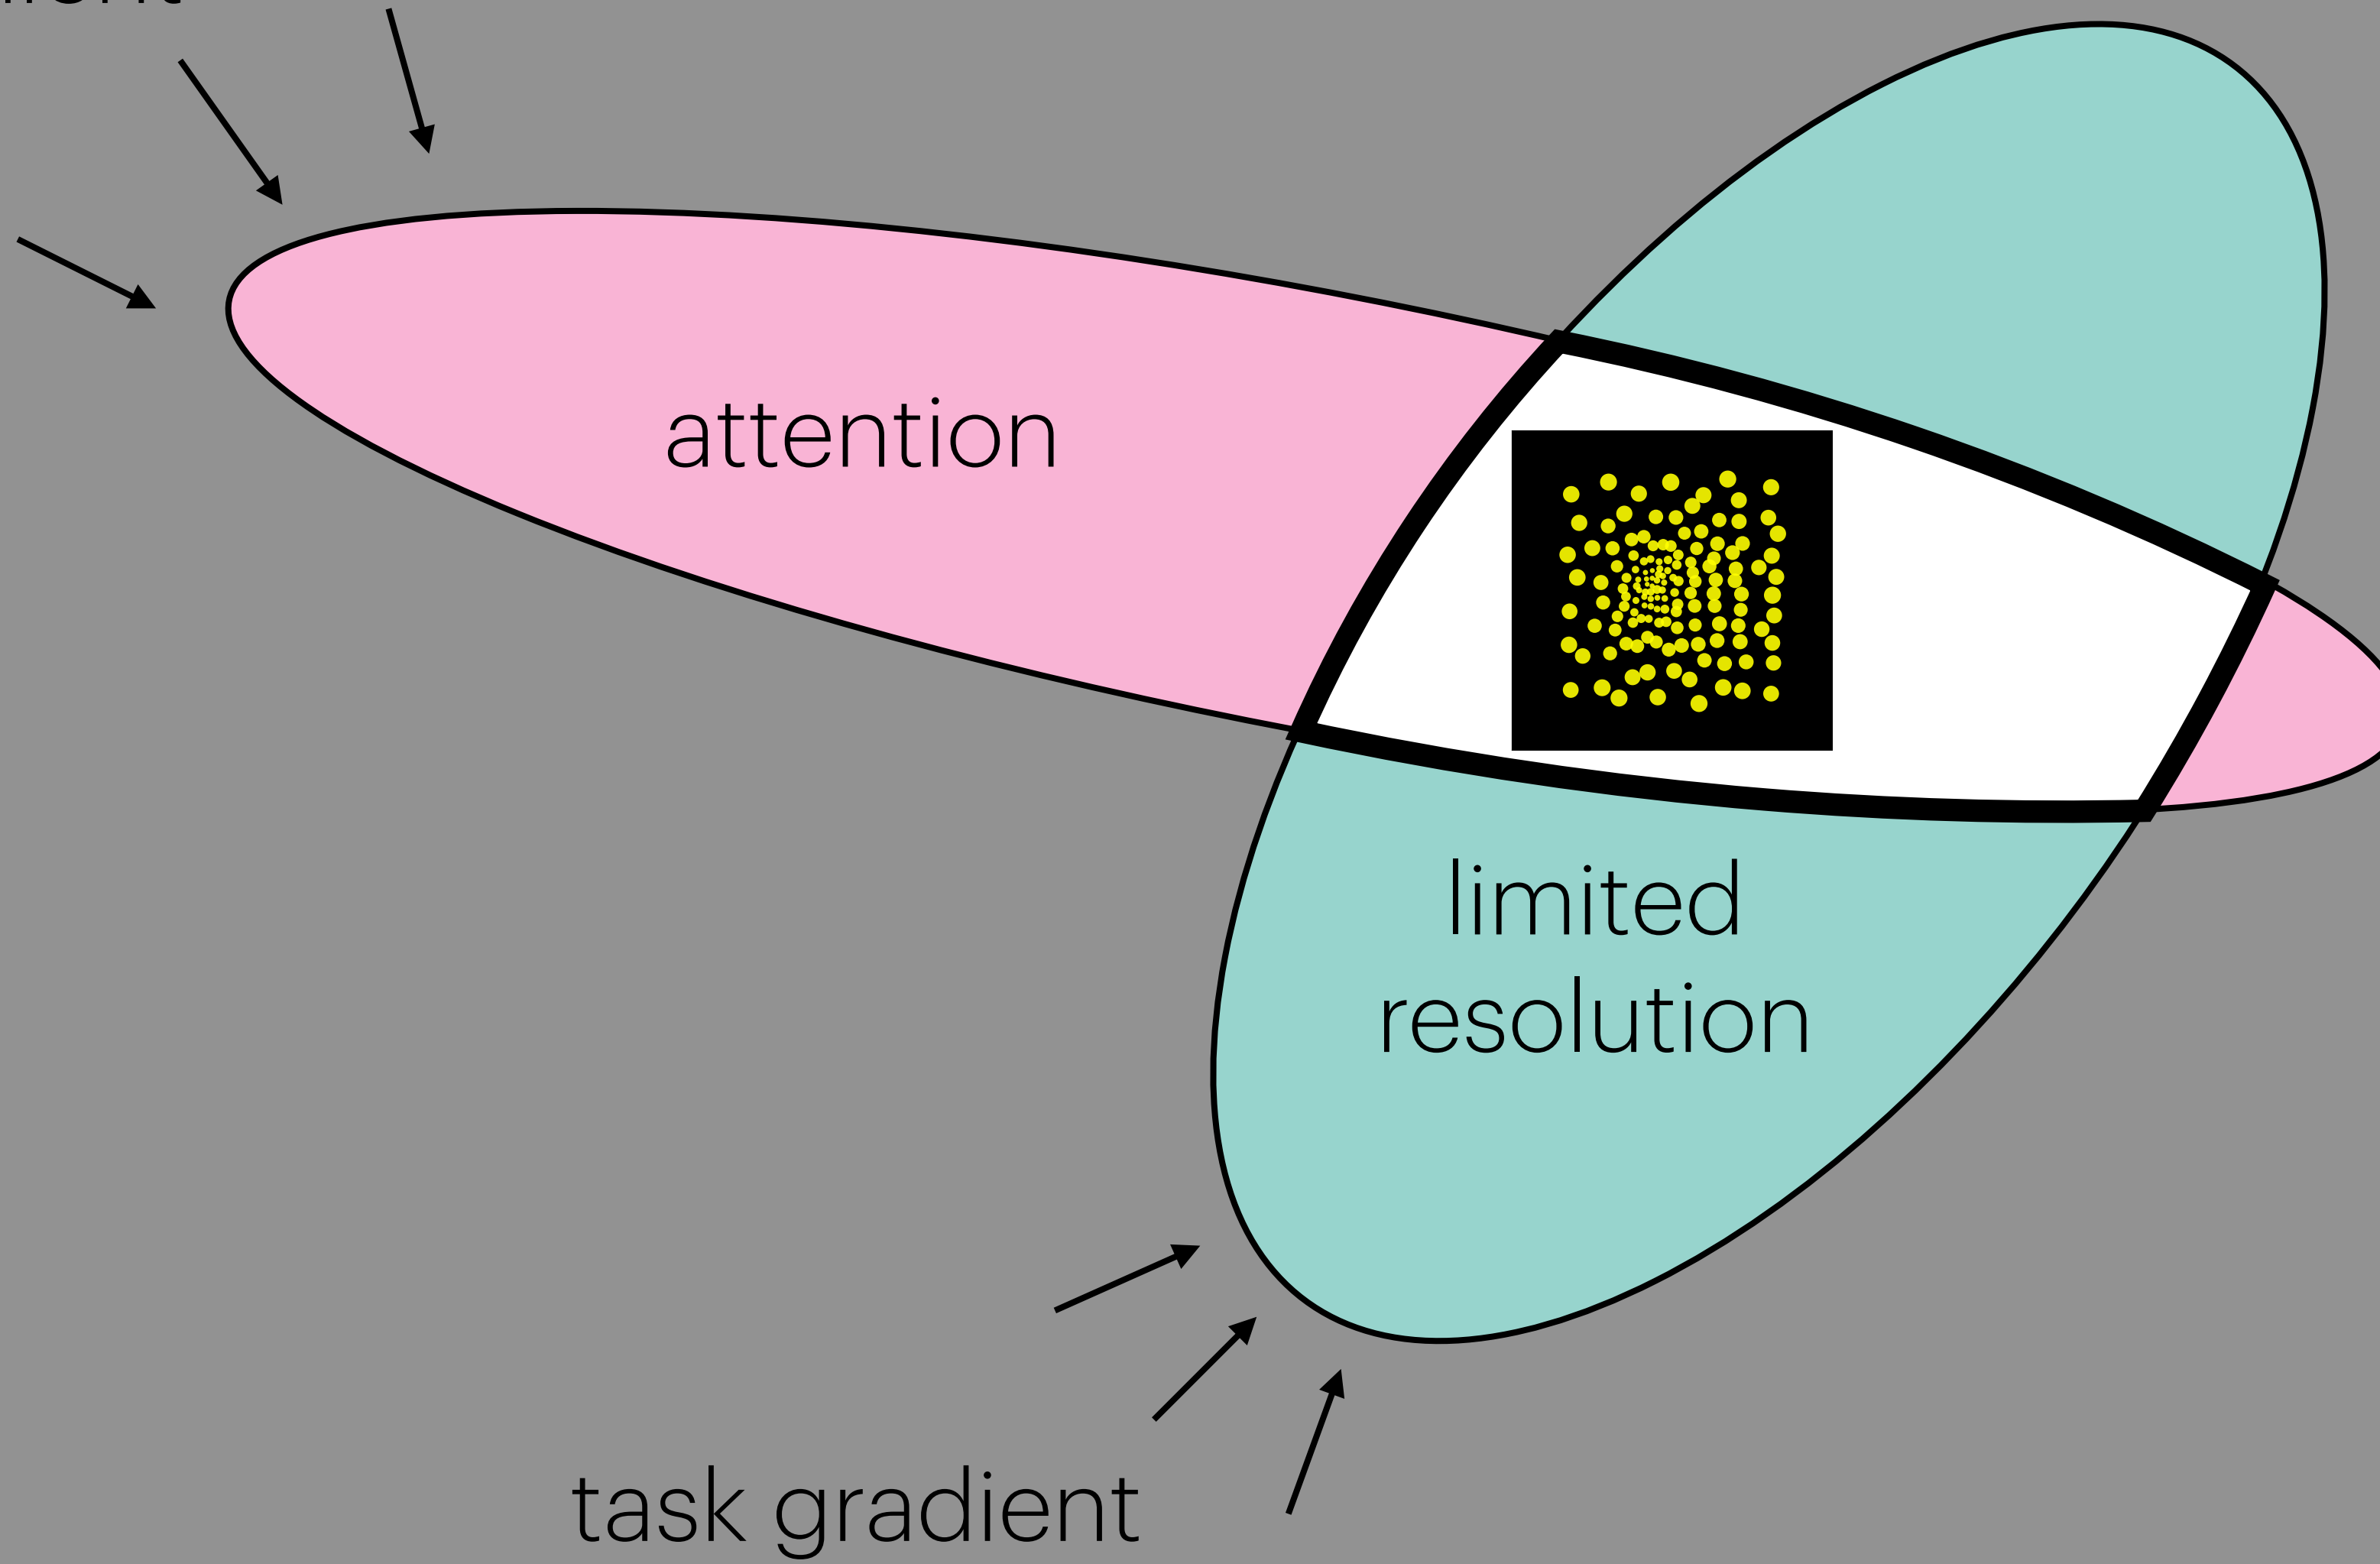 attention
limited
resolution
task gradient